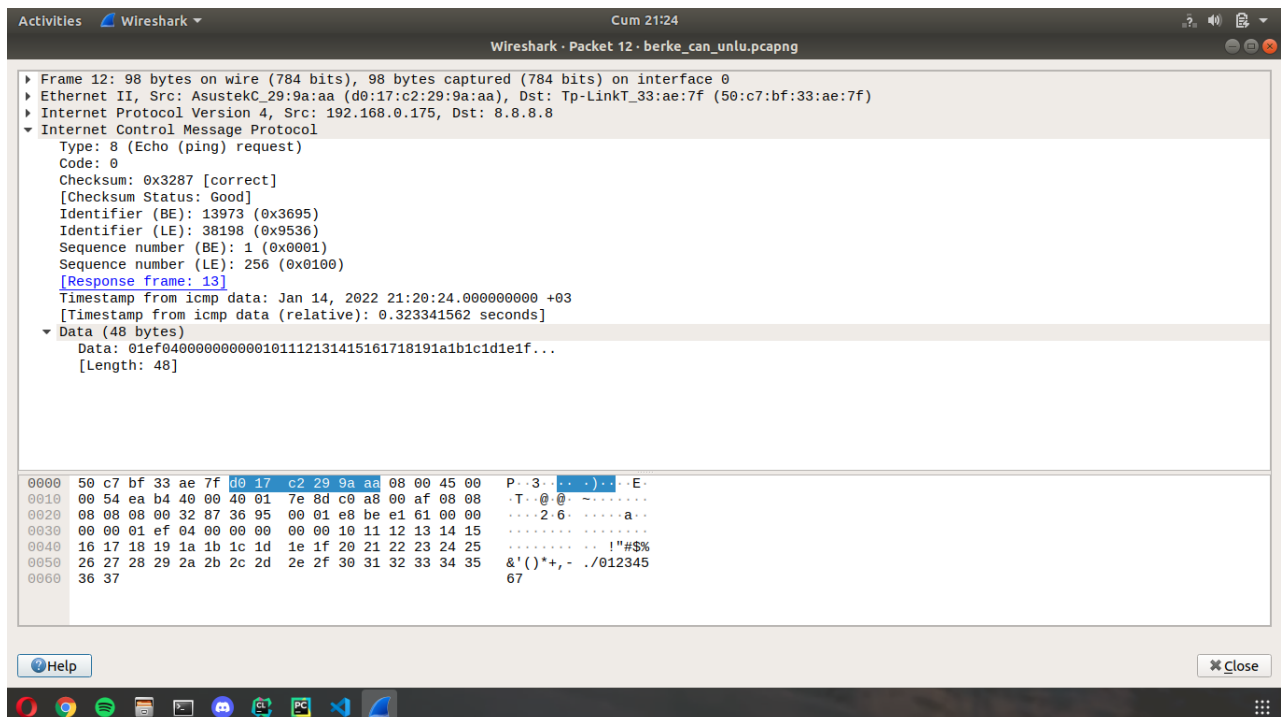 Activities Wireshark Cum 21:24
Wireshark · Packet 12 · berke_can_unlu.pcapng
Frame 12: 98 bytes on wire (784 bits), 98 bytes captured (784 bits) on interface 0
Ethernet II, Src: AsustekC_29:9a:aa (d0:17:c2:29:9a:aa), Dst: Tp-LinkT_33:ae:7f (50:c7:bf:33:ae:7f)
Internet Protocol Version 4, Src: 192.168.0.175, Dst: 8.8.8.8
Internet Control Message Protocol
Type: 8 (Echo (ping) request)
Code: 0
Checksum: 0x3287 [correct]
[Checksum Status: Good]
Identifier (BE): 13973 (0x3695)
Identifier (LE): 38198 (0x9536)
Sequence number (BE): 1 (0x0001)
Sequence number (LE): 256 (0x0100)
[Response frame: 13]
Timestamp from icmp data: Jan 14, 2022 21:20:24.000000000 +03
[Timestamp from icmp data (relative): 0.323341562 seconds]
Data (48 bytes)
Data: 01ef040000000000101112131415161718191a1b1c1d1e1f...
[Length: 48]
0000 50 c7 bf 33 ae 7f d0 17 c2 29 9a aa 08 00 45 00 P··3·· ·· ·)····E·
0010 00 54 ea b4 40 00 40 01 7e 8d c0 a8 00 af 08 08 ·T··@·@· ~·······
0020 08 08 08 00 32 87 36 95 00 01 e8 be e1 61 00 00 ····2·6· ·····a··
0030 00 00 01 ef 04 00 00 00 00 00 10 11 12 13 14 15 ········ ········
0040 16 17 18 19 1a 1b 1c 1d 1e 1f 20 21 22 23 24 25 ········ ·· !"#$%
0050 26 27 28 29 2a 2b 2c 2d 2e 2f 30 31 32 33 34 35 &'()*+,- ./012345
0060 36 37 67
Help Close
CL PC